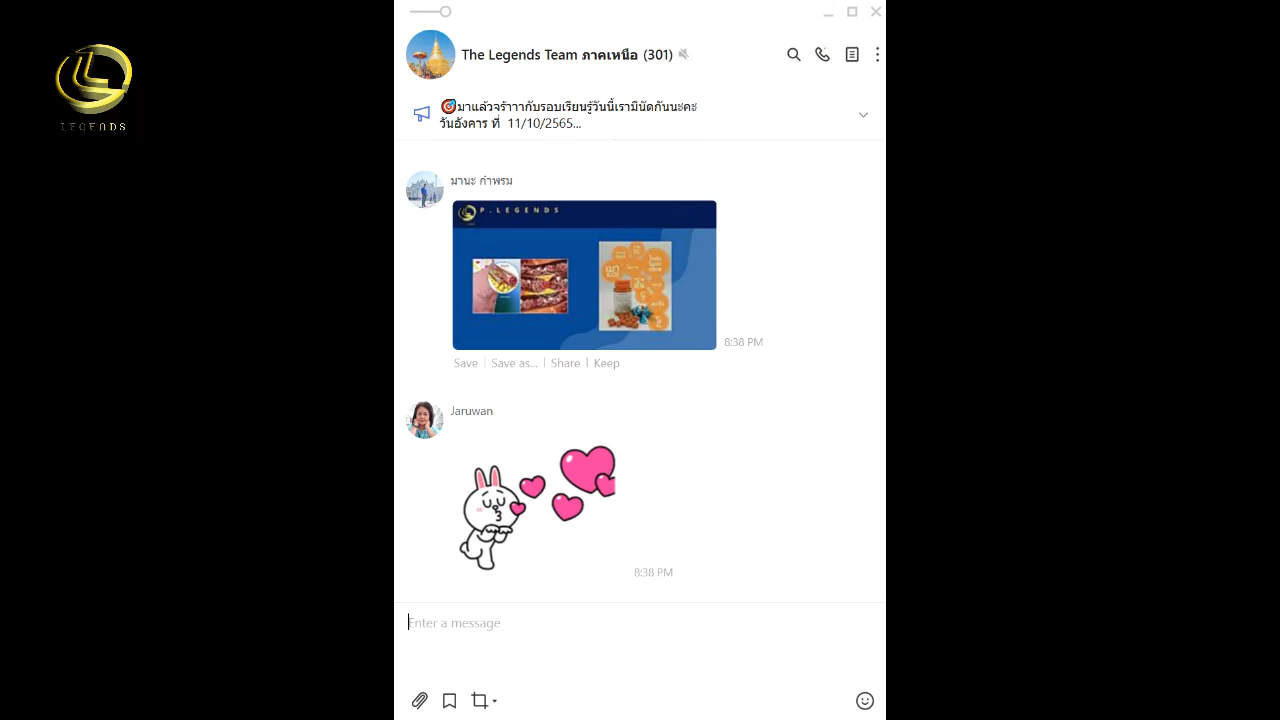 LEGENDS
The Legends Team ภาคเหนือ (301)
🎯มาแล้วจร้าาากับรอบเรียนรู้วันนี้เรามีนัดกันนะคะ
วันอังคาร ที่ 11/10/2565...
มานะ ก๋าพรม
P.LEGENDS
8:38 PM
Save
Save as...
Share
Keep
Jaruwan
8:38 PM
Enter a message